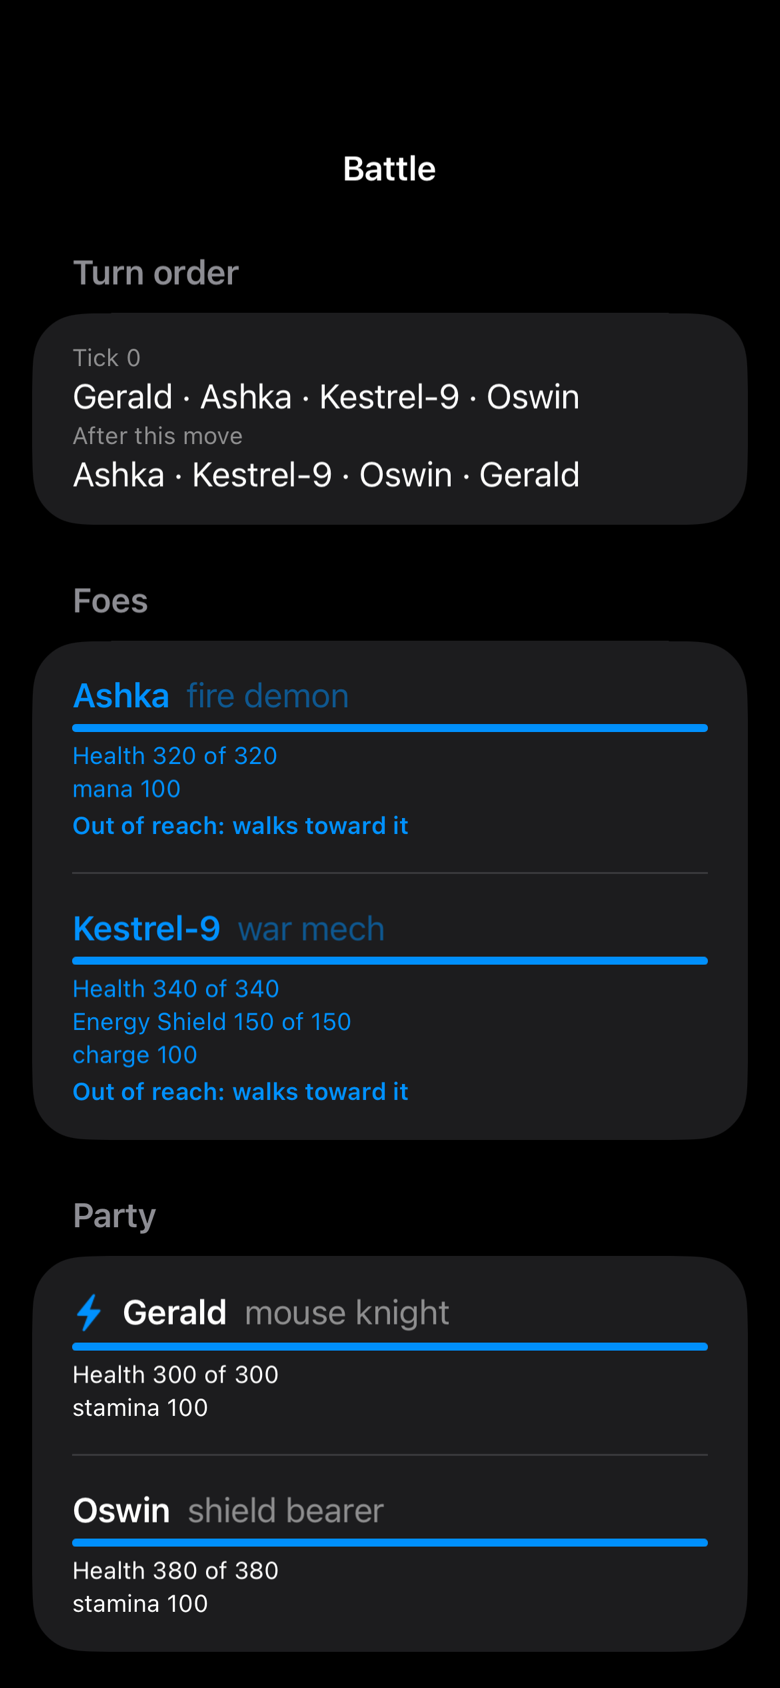 Battle
Turn order
Tick 0
Gerald · Ashka · Kestrel-9 · Oswin
After this move
Ashka · Kestrel-9 · Oswin · Gerald
Foes
Ashka fire demon
Health 320 of 320
mana 100
Out of reach: walks toward it
Kestrel-9 war mech
Health 340 of 340
Energy Shield 150 of 150
charge 100
Out of reach: walks toward it
Party
Gerald mouse knight
Health 300 of 300
stamina 100
Oswin shield bearer
Health 380 of 380
stamina 100